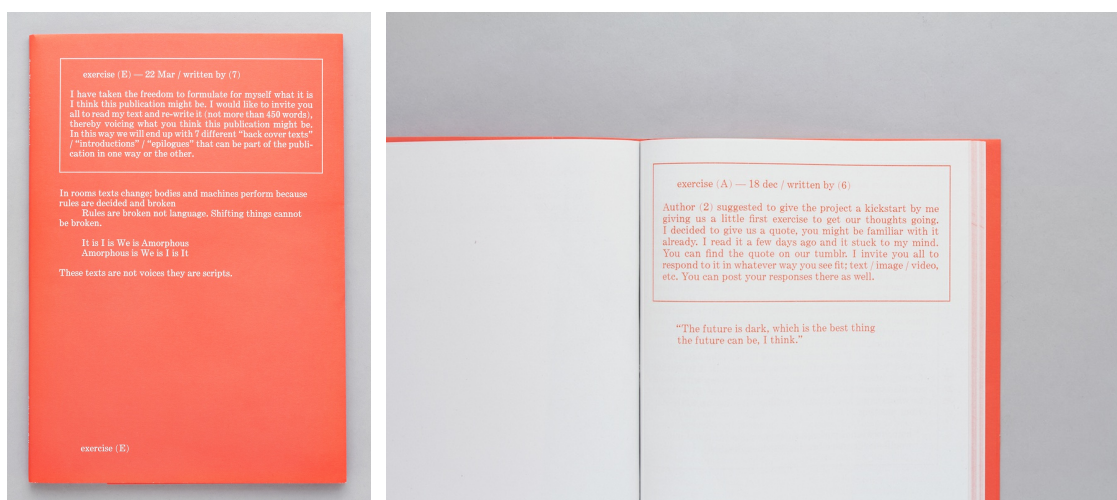 exercise (E) — 22 Mar / written by (7)
I have taken the freedom to formulate for myself what it is
I think this publication might be. I would like to invite you
all to read my text and re-write it (not more than 450 words),
thereby voicing what you think this publication might be.
In this way we will end up with 7 different “back cover texts”
/ “introductions” / “epilogues” that can be part of the publi-
cation in one way or the other.
In rooms texts change; bodies and machines perform because
rules are decided and broken
Rules are broken not language. Shifting things cannot
be broken.
It is I is We is Amorphous
Amorphous is We is I is It
These texts are not voices they are scripts.
exercise (E)
exercise (A) — 18 dec / written by (6)
Author (2) suggested to give the project a kickstart by me
giving us a little first exercise to get our thoughts going.
I decided to give us a quote, you might be familiar with it
already. I read it a few days ago and it stuck to my mind.
You can find the quote on our tumblr. I invite you all to
respond to it in whatever way you see fit; text / image / video,
etc. You can post your responses there as well.
“The future is dark, which is the best thing
the future can be, I think.”